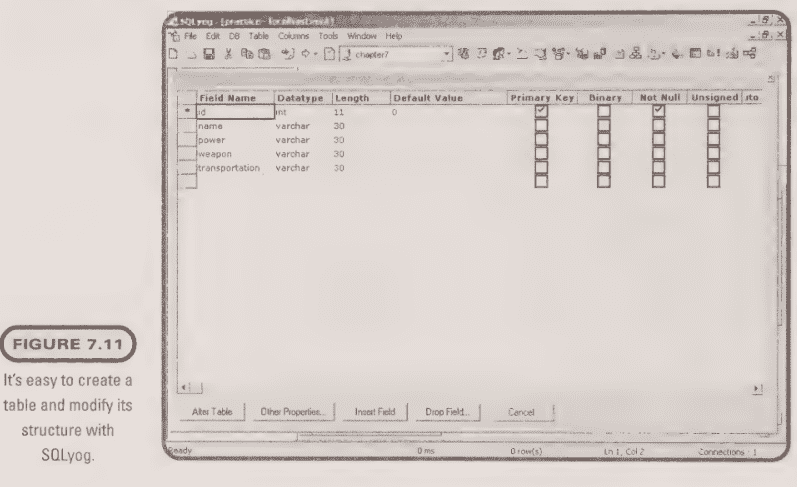 SQLyog
File Edit DB Table Columns Tools Window Help
chapter7
Field Name Datatype Length Default Value Primary Key Binary Not Null Unsigned uto
* id int 11 0
name varchar 30
power varchar 30
weapon varchar 30
transportation varchar 30
Alter Table Other Properties... Insert Field Drop Field... Cancel
Ready 0 ms 0 row(s) Ln 1, Col 2 Connections : 1
FIGURE 7.11
It's easy to create a
table and modify its
structure with
SQLyog.